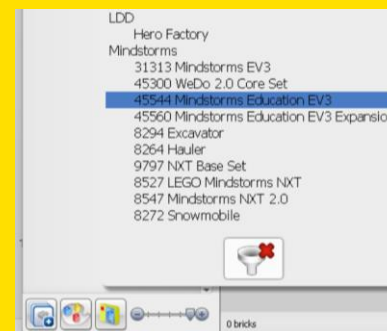 LDD
Hero Factory
Mindstorms
31313 Mindstorms EV3
45300 WeDo 2.0 Core Set
45544 Mindstorms Education EV3
45560 Mindstorms Education EV3 Expansio
8294 Excavator
8264 Hauler
9797 NXT Base Set
8527 LEGO Mindstorms NXT
8547 Mindstorms NXT 2.0
8272 Snowmobile
0 bricks